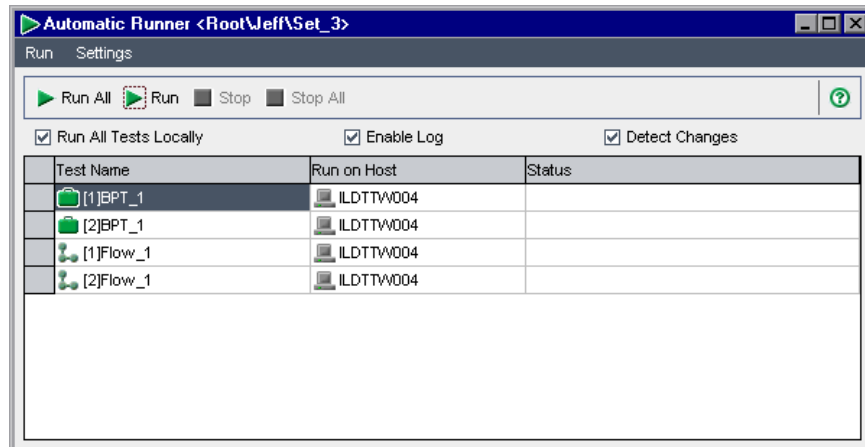 Automatic Runner <Root\Jeff\Set_3>
Run Settings
Run All Run Stop Stop All
Run All Tests Locally Enable Log Detect Changes
Test Name Run on Host Status
[1]BPT_1 ILDTTW004
[2]BPT_1 ILDTTW004
[1]Flow_1 ILDTTW004
[2]Flow_1 ILDTTW004